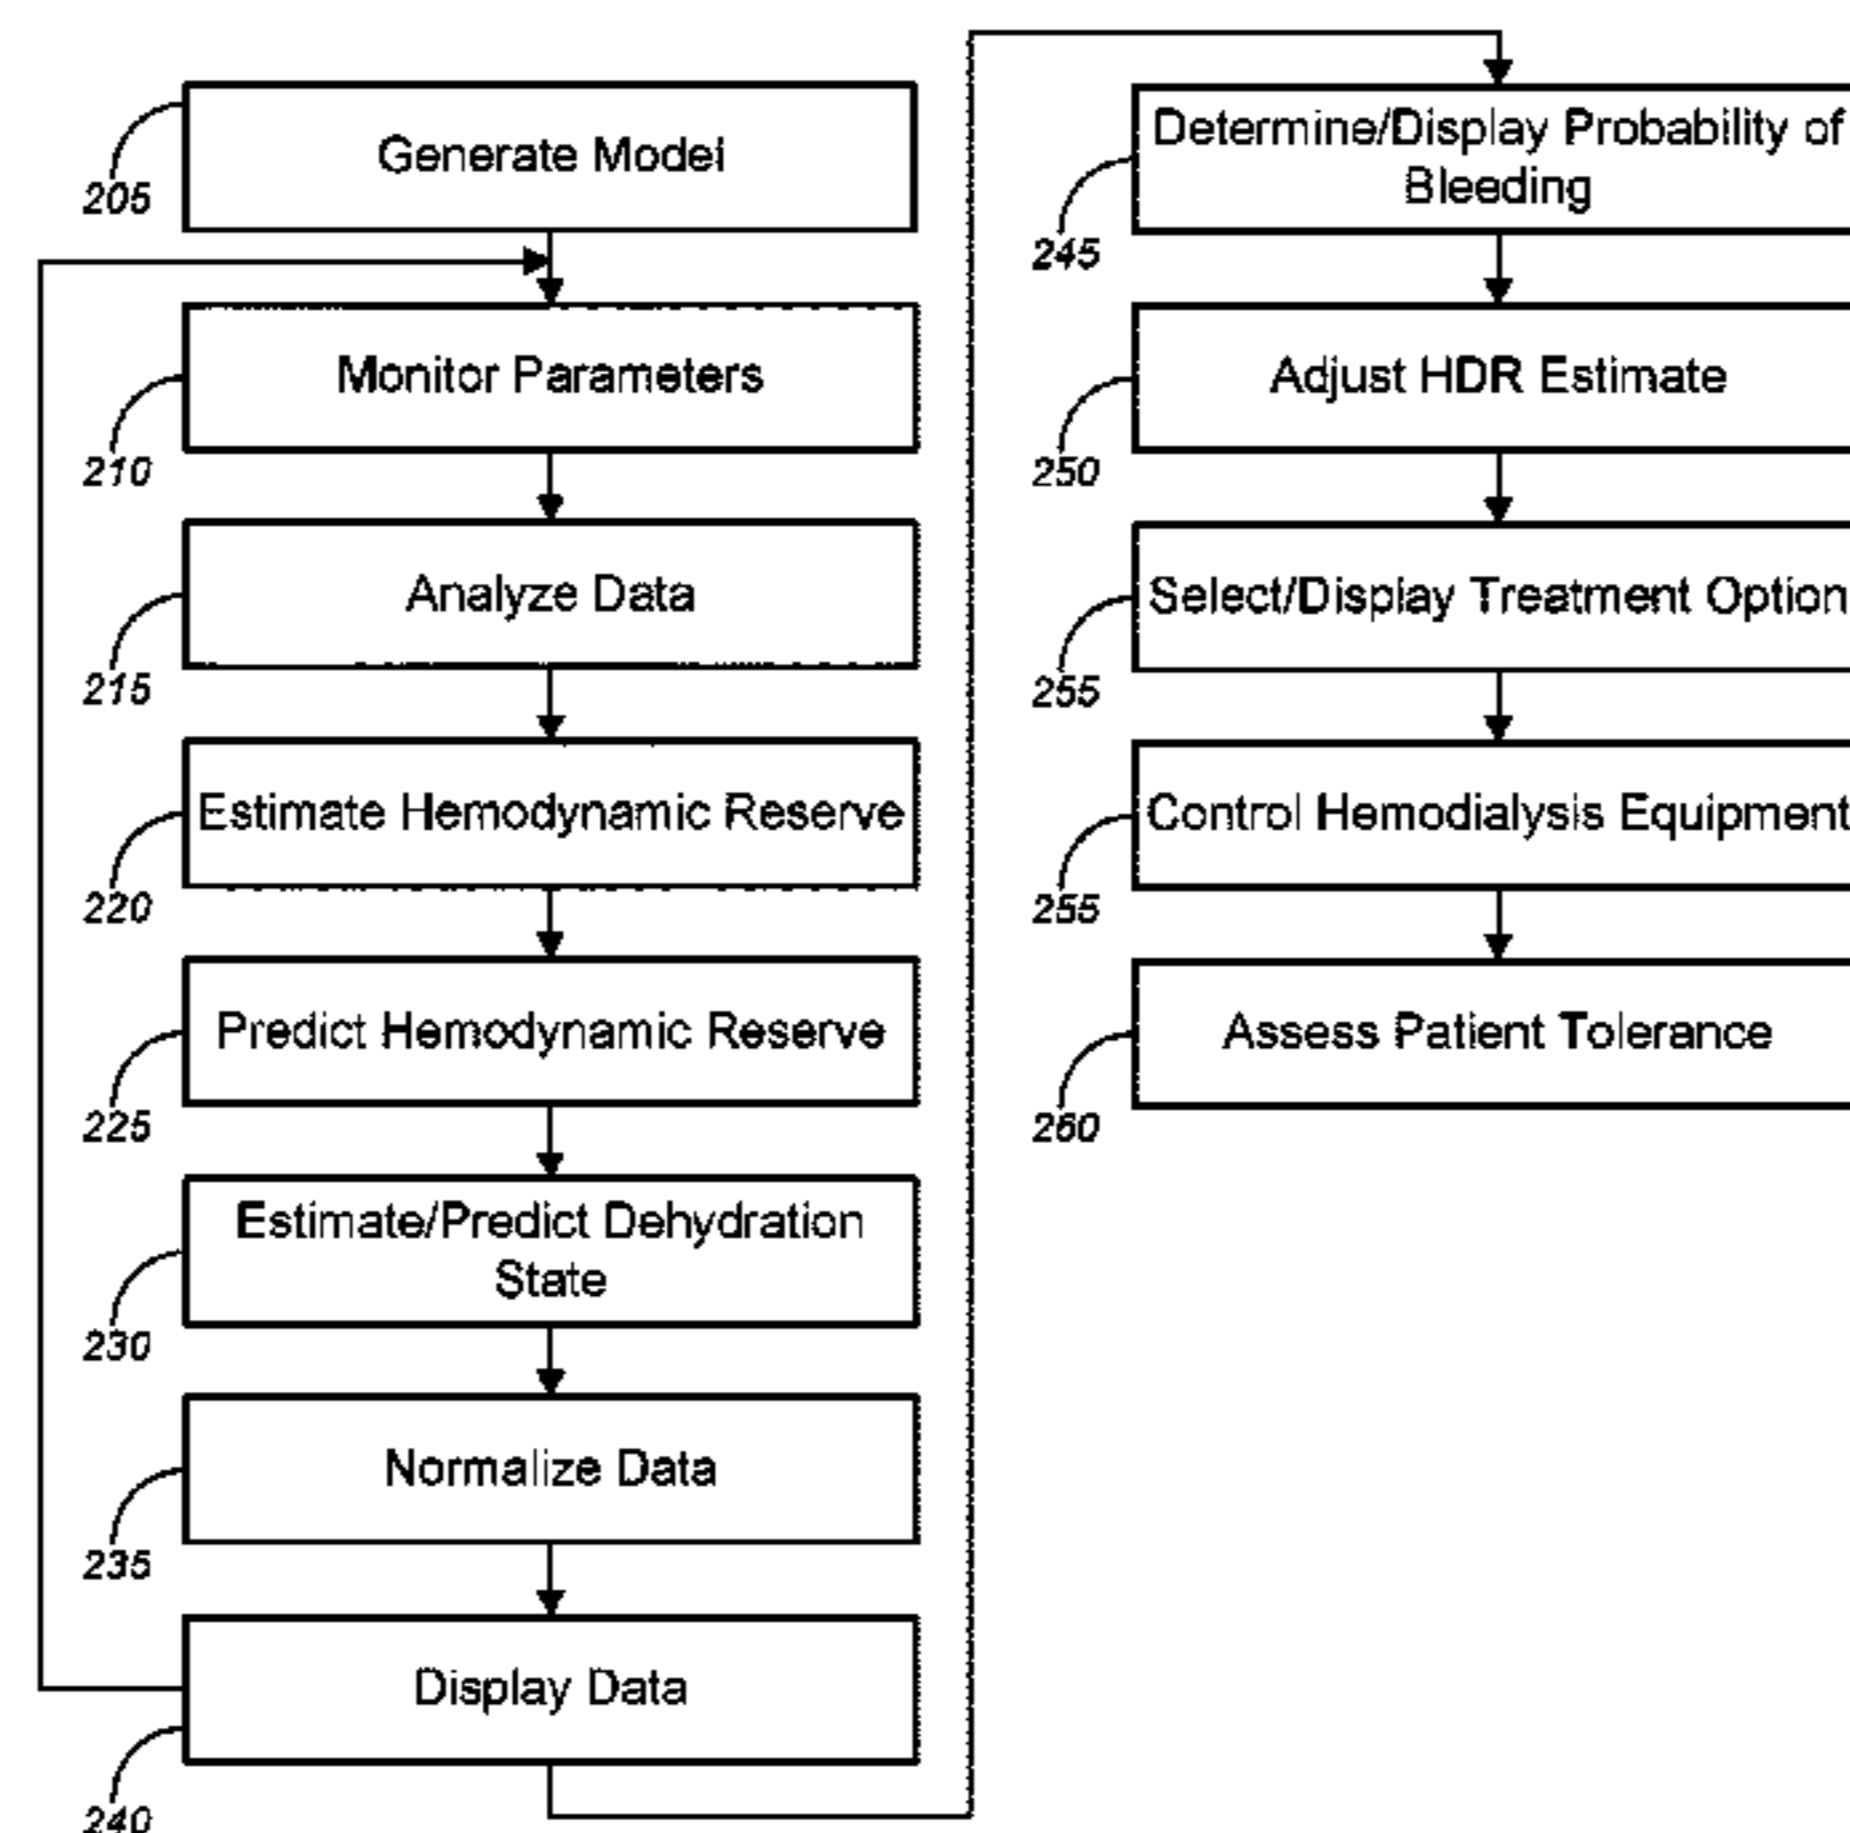 Generate Model
205
Monitor Parameters
210
Analyze Data
215
Estimate Hemodynamic Reserve
220
Predict Hemodynamic Reserve
225
Estimate/Predict Dehydration
State
230
Normalize Data
235
Display Data
240
Determine/Display Probability of
Bleeding
245
Adjust HDR Estimate
250
Select/Display Treatment Option
255
Control Hemodialysis Equipment
255
Assess Patient Tolerance
260